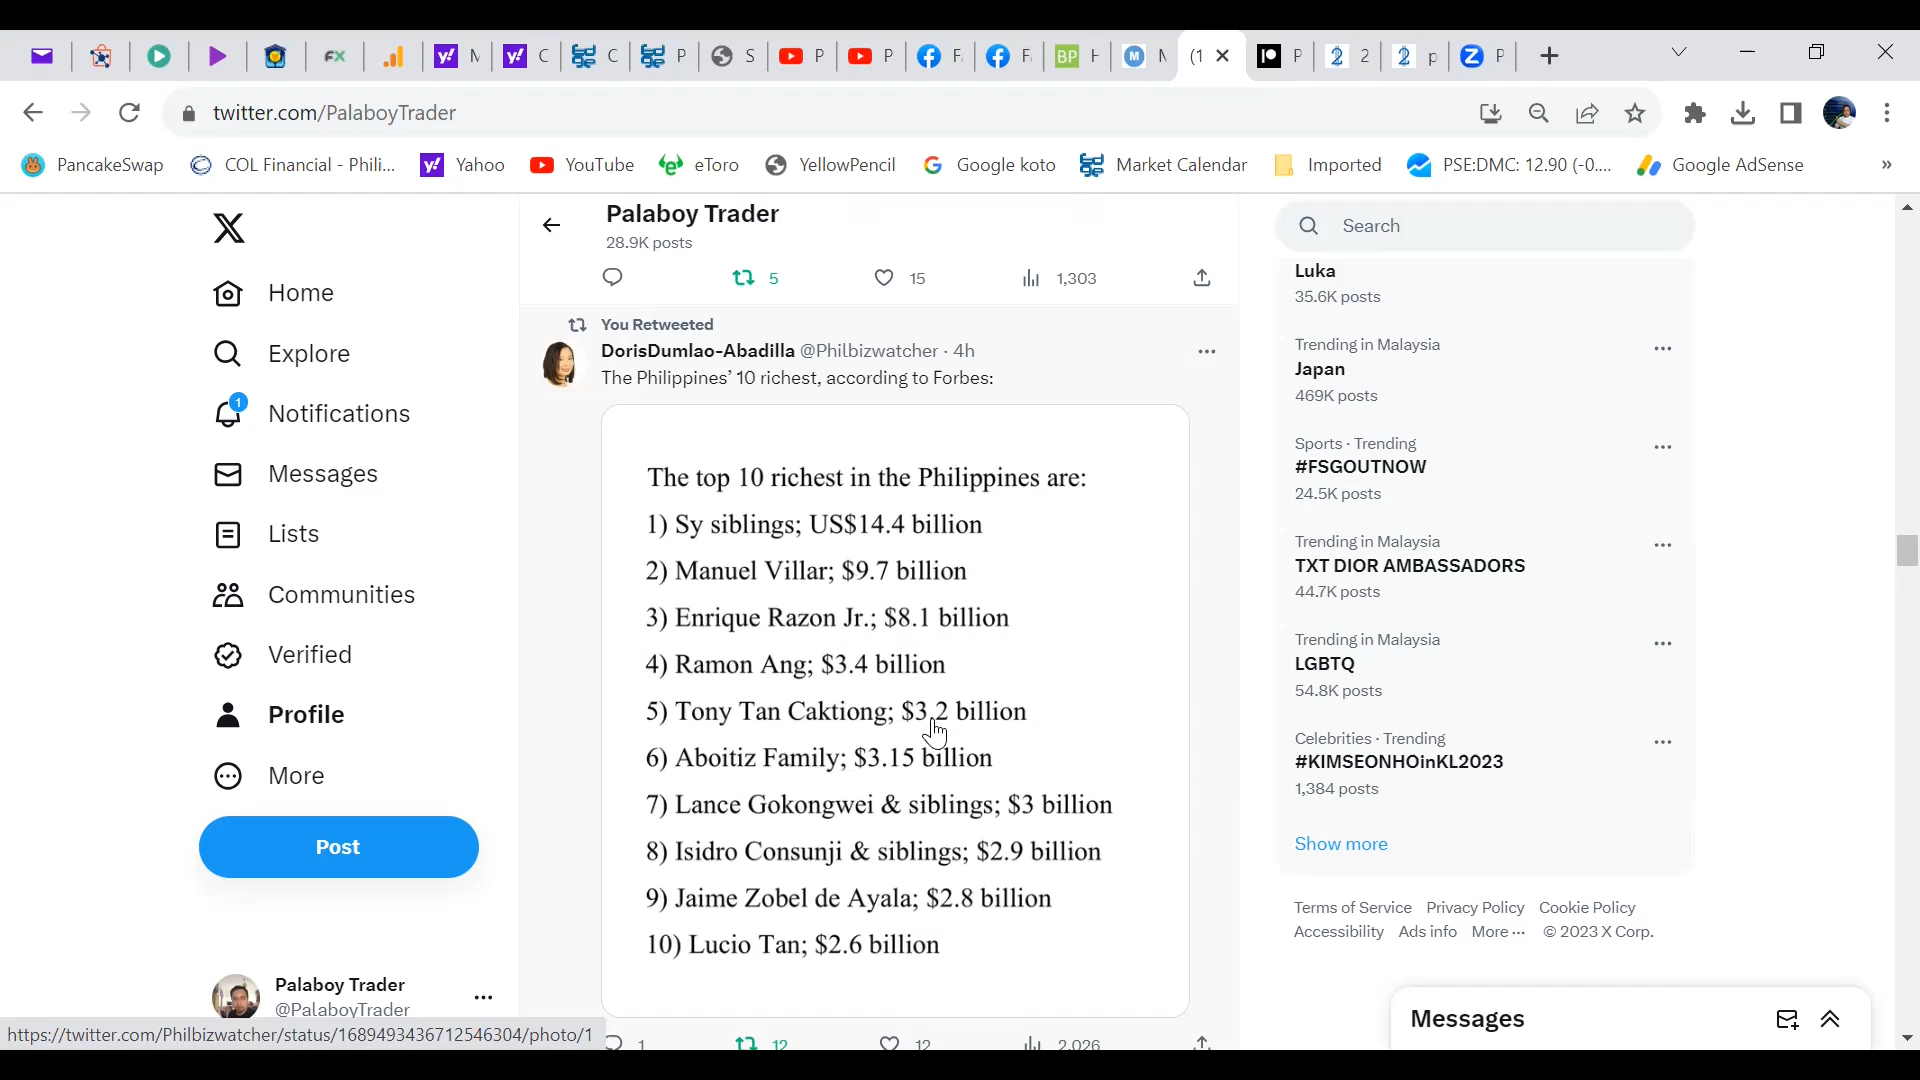 M
C
C
P
S
P
P
F
F
BP
H
M
M
(1
P
2
p
Z
P
FX
twitter.com/PalaboyTrader
PancakeSwap
COL Financial - Phili...
Yahoo
YouTube
eToro
YellowPencil
Google koto
Market Calendar
Imported
PSE:DMC: 12.90 (-0....
Google AdSense
»
Home
Explore
1
Notifications
Messages
Lists
Communities
Verified
Profile
More
Post
Palaboy Trader
@PalaboyTrader
https://twitter.com/Philbizwatcher/status/1689493436712546304/photo/1
Palaboy Trader
28.9K posts
5
15
1,303
You Retweeted
DorisDumlao-Abadilla @Philbizwatcher · 4h
The Philippines’ 10 richest, according to Forbes:
The top 10 richest in the Philippines are:
1) Sy siblings; US$14.4 billion
2) Manuel Villar; $9.7 billion
3) Enrique Razon Jr.; $8.1 billion
4) Ramon Ang; $3.4 billion
5) Tony Tan Caktiong; $3.2 billion
6) Aboitiz Family; $3.15 billion
7) Lance Gokongwei & siblings; $3 billion
8) Isidro Consunji & siblings; $2.9 billion
9) Jaime Zobel de Ayala; $2.8 billion
10) Lucio Tan; $2.6 billion
1
12
12
2,026
Search
Luka
35.6K posts
Trending in Malaysia
Japan
469K posts
Sports · Trending
#FSGOUTNOW
24.5K posts
Trending in Malaysia
TXT DIOR AMBASSADORS
44.7K posts
Trending in Malaysia
LGBTQ
54.8K posts
Celebrities · Trending
#KIMSEONHOinKL2023
1,384 posts
Show more
Terms of Service Privacy Policy Cookie Policy
Accessibility Ads info More ··· © 2023 X Corp.
Messages